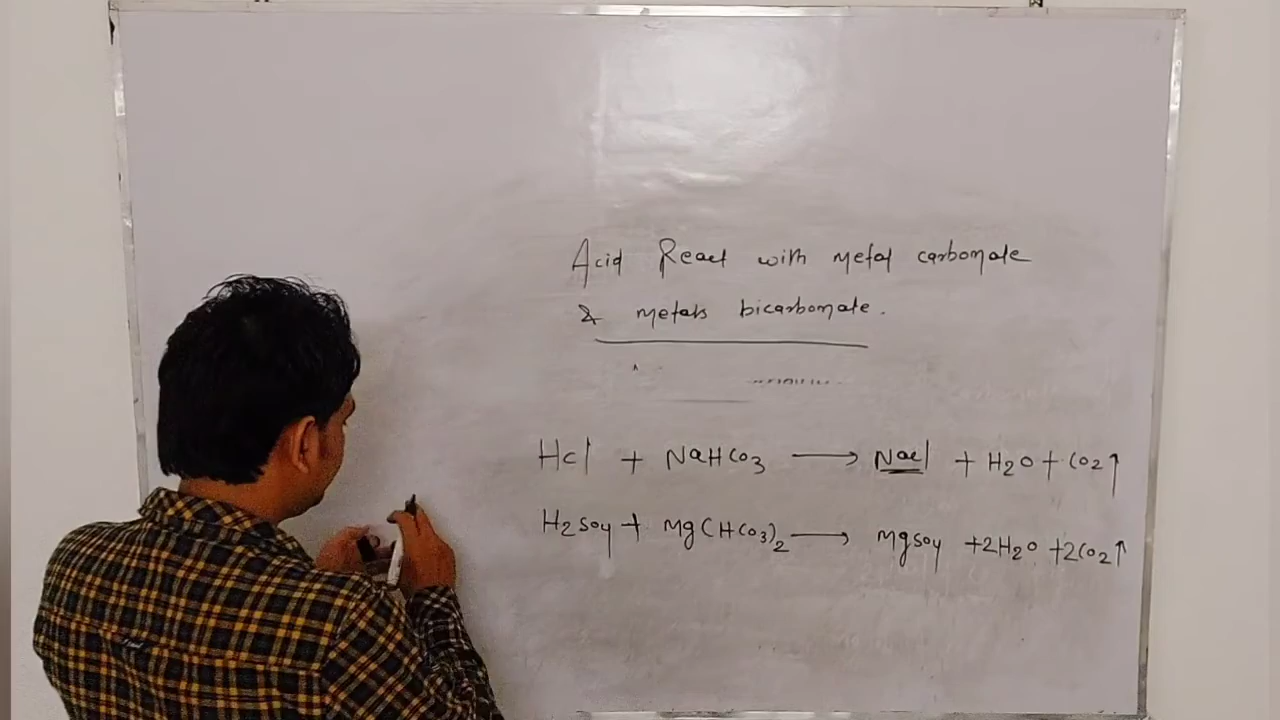 Acid React with metal carbonate
& metals bicarbonate.
HCl + NaHCO3 ⟶ NaCl + H2O + CO2↑
H2SO4 + Mg(HCO3)2 ⟶ MgSO4 +2H2O +2CO2↑